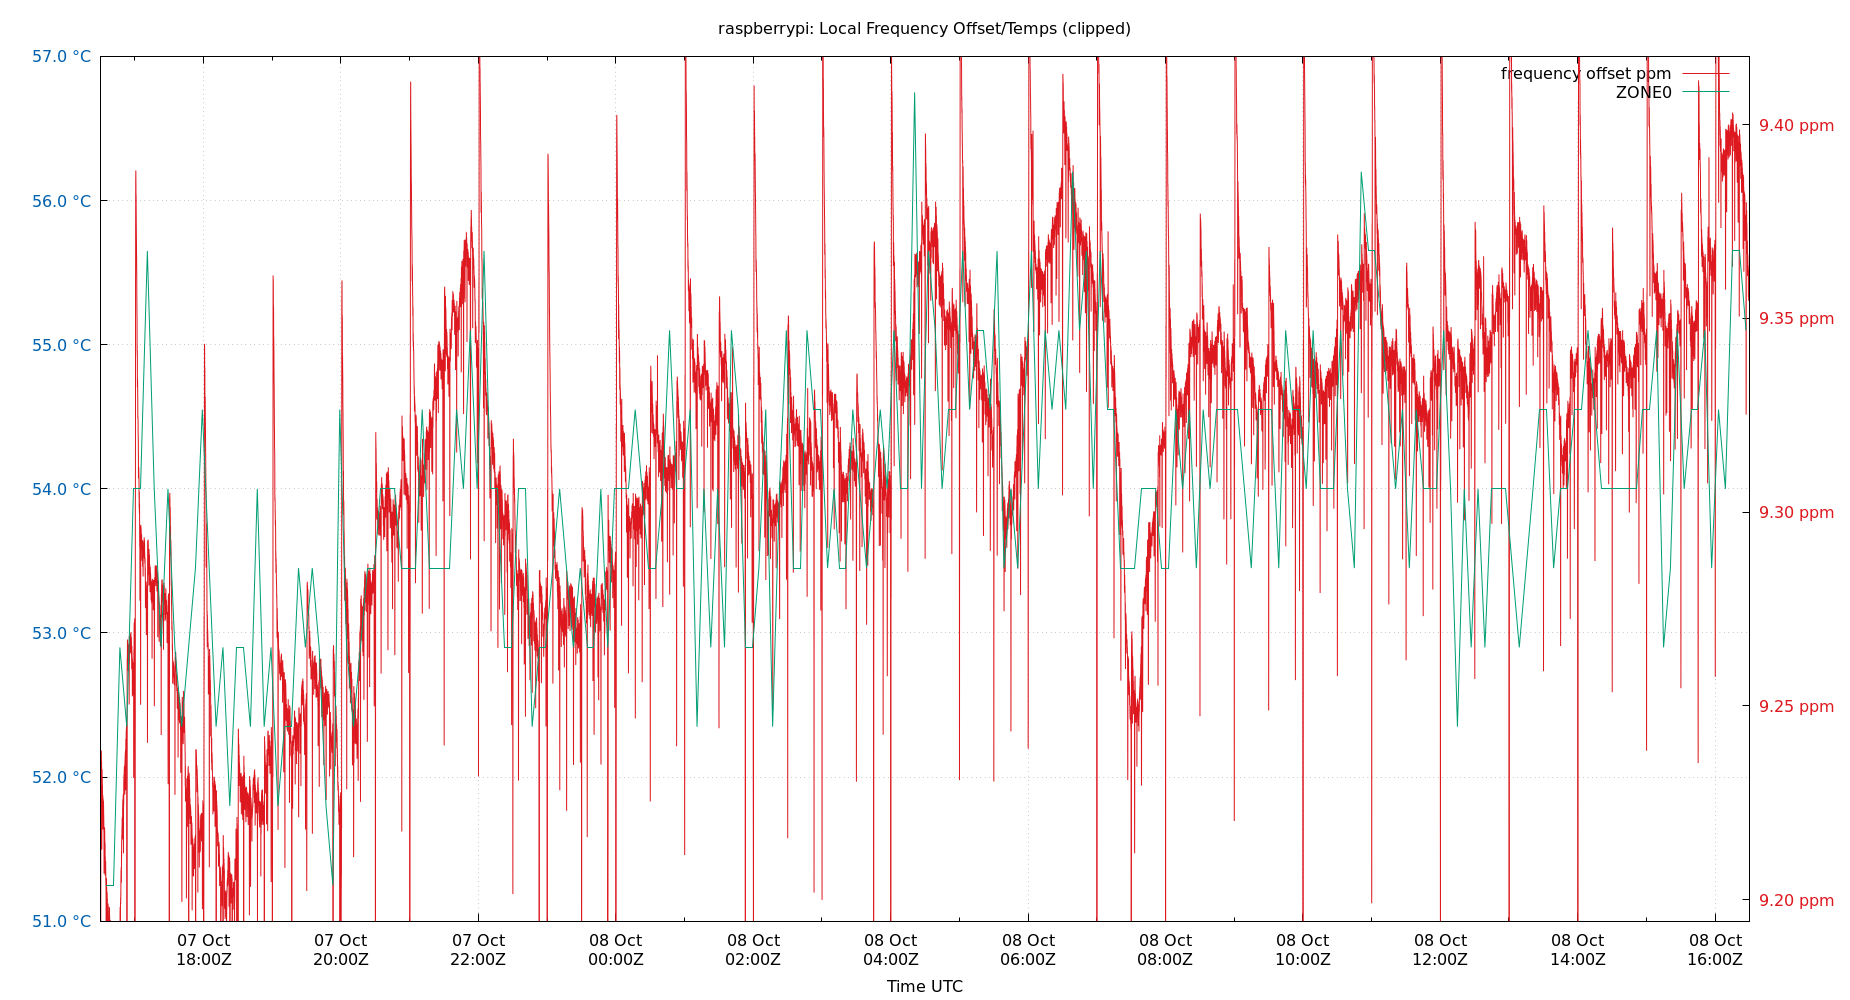 raspberrypi: Local Frequency Offset/Temps (clipped)
frequency offset ppm
ZONE0
57.0 °C
56.0 °C
55.0 °C
54.0 °C
53.0 °C
52.0 °C
51.0 °C
9.40 ppm
9.35 ppm
9.30 ppm
9.25 ppm
9.20 ppm
07 Oct 07 Oct 07 Oct 08 Oct 08 Oct 08 Oct 08 Oct 08 Oct 08 Oct 08 Oct 08 Oct 08 Oct
18:00Z 20:00Z 22:00Z 00:00Z 02:00Z 04:00Z 06:00Z 08:00Z 10:00Z 12:00Z 14:00Z 16:00Z
Time UTC